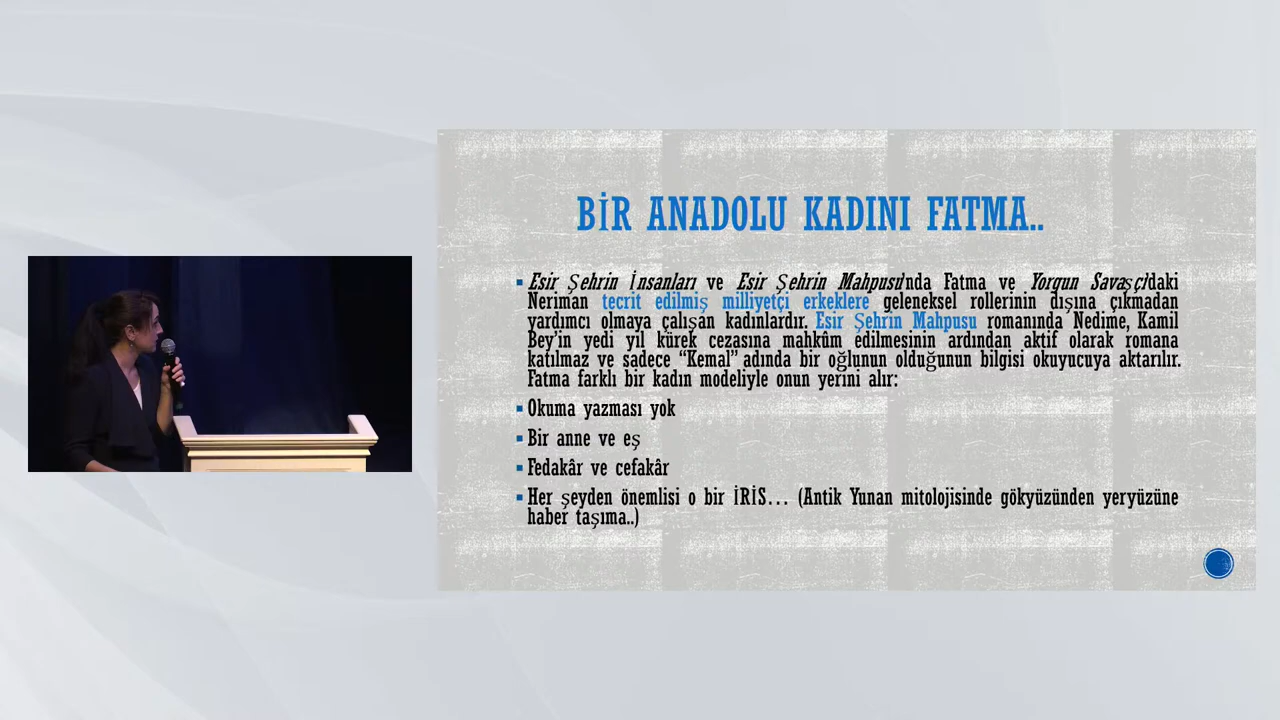 BİR ANADOLU KADINI FATMA..
Esir Şehrin İnsanları ve Esir Şehrin Mahpusu'nda Fatma ve Yorgun Savaşçı'daki
Neriman tecrit edilmiş milliyetçi erkeklere geleneksel rollerinin dışına çıkmadan
yardımcı olmaya çalışan kadınlardır. Esir Şehrin Mahpusu romanında Nedime, Kamil
Bey'in yedi yıl kürek cezasına mahkûm edilmesinin ardından aktif olarak romana
katılmaz ve sadece “Kemal” adında bir oğlunun olduğunun bilgisi okuyucuya aktarılır.
Fatma farklı bir kadın modeliyle onun yerini alır:
Okuma yazması yok
Bir anne ve eş
Fedakâr ve cefakâr
Her şeyden önemlisi o bir İRİS... (Antik Yunan mitolojisinde gökyüzünden yeryüzüne
haber taşıma..)